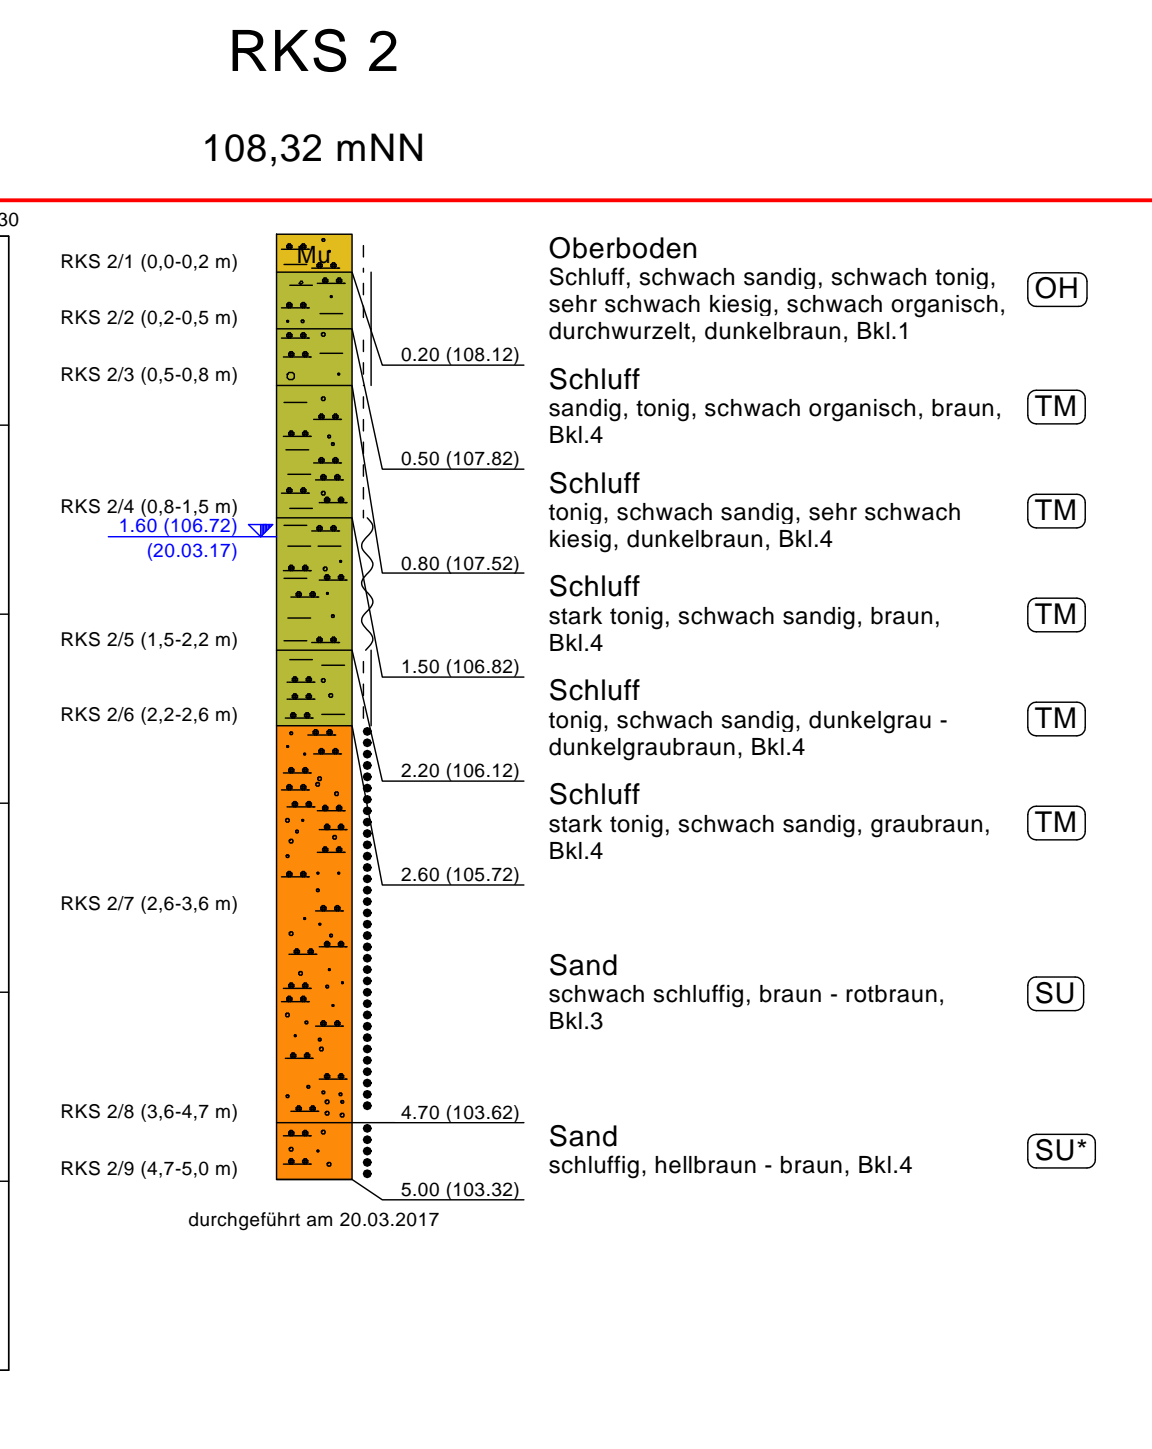 RKS 2
108,32 mNN
30
RKS 2/1 (0,0-0,2 m)
RKS 2/2 (0,2-0,5 m)
RKS 2/3 (0,5-0,8 m)
RKS 2/4 (0,8-1,5 m)
1.60 (106.72)
(20.03.17)
RKS 2/5 (1,5-2,2 m)
RKS 2/6 (2,2-2,6 m)
RKS 2/7 (2,6-3,6 m)
RKS 2/8 (3,6-4,7 m)
RKS 2/9 (4,7-5,0 m)
Mu
0.20 (108.12)
0.50 (107.82)
0.80 (107.52)
1.50 (106.82)
2.20 (106.12)
2.60 (105.72)
4.70 (103.62)
5.00 (103.32)
Oberboden
Schluff, schwach sandig, schwach tonig,
sehr schwach kiesig, schwach organisch,
durchwurzelt, dunkelbraun, Bkl.1
OH
Schluff
sandig, tonig, schwach organisch, braun,
Bkl.4
TM
Schluff
tonig, schwach sandig, sehr schwach
kiesig, dunkelbraun, Bkl.4
TM
Schluff
stark tonig, schwach sandig, braun,
Bkl.4
TM
Schluff
tonig, schwach sandig, dunkelgrau -
dunkelgraubraun, Bkl.4
TM
Schluff
stark tonig, schwach sandig, graubraun,
Bkl.4
TM
Sand
schwach schluffig, braun - rotbraun,
Bkl.3
SU
Sand
schluffig, hellbraun - braun, Bkl.4
SU*
durchgeführt am 20.03.2017